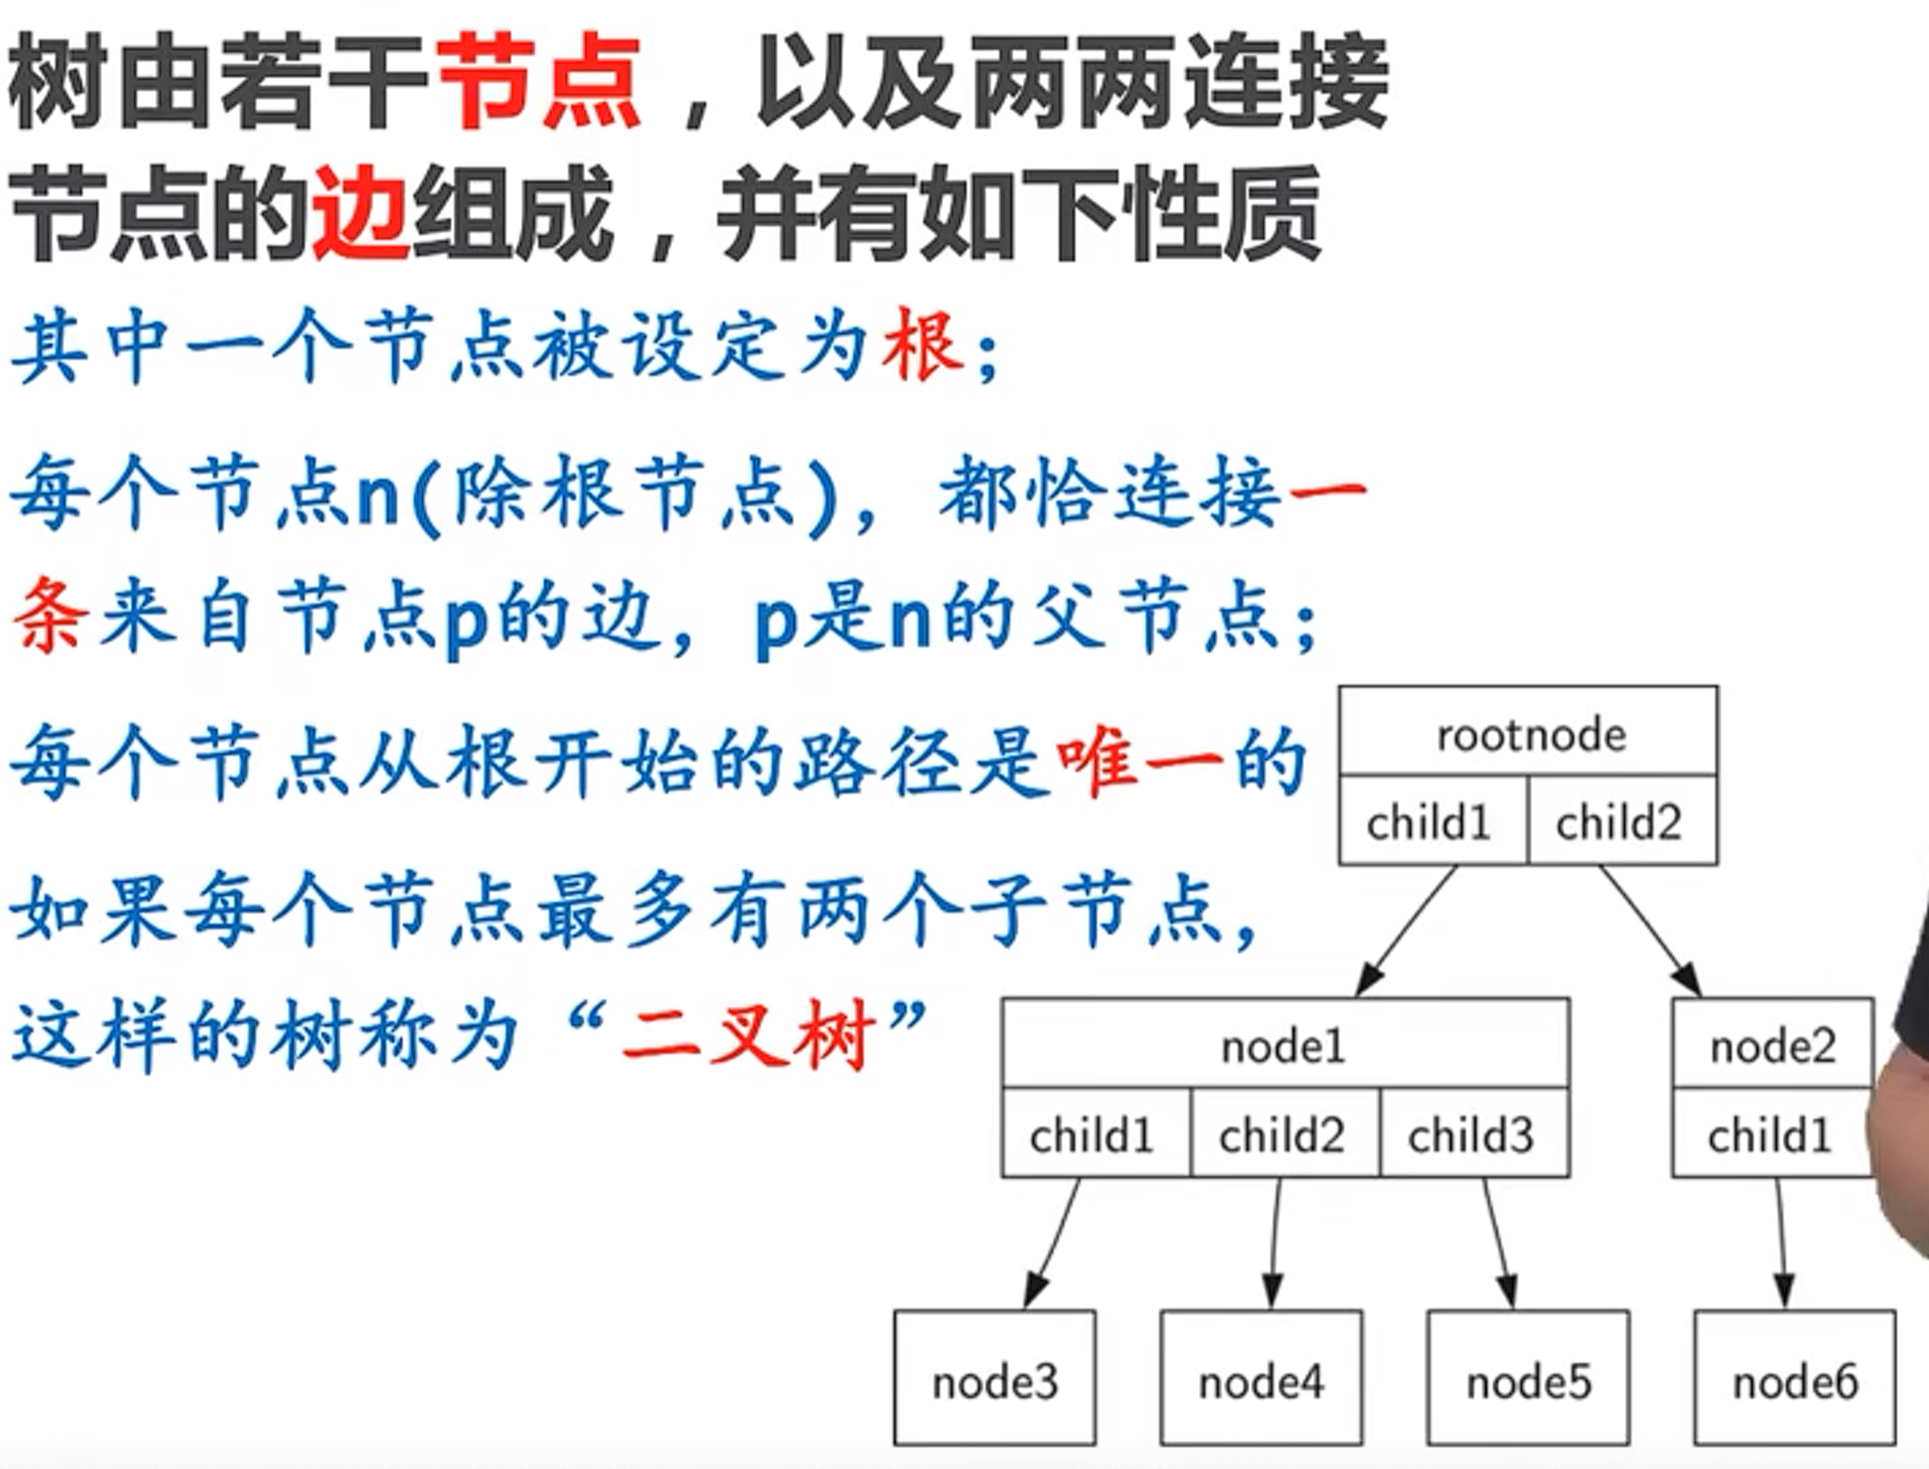 树由若干节点，以及两两连接
节点的边组成，并有如下性质
其中一个节点被设定为根；
每个节点n(除根节点)，都恰连接一
条来自节点p的边，p是n的父节点；
每个节点从根开始的路径是唯一的
如果每个节点最多有两个子节点，
这样的树称为“二叉树”
rootnode
child1 child2
node1 node2
child1 child2 child3 child1
node3 node4 node5 node6